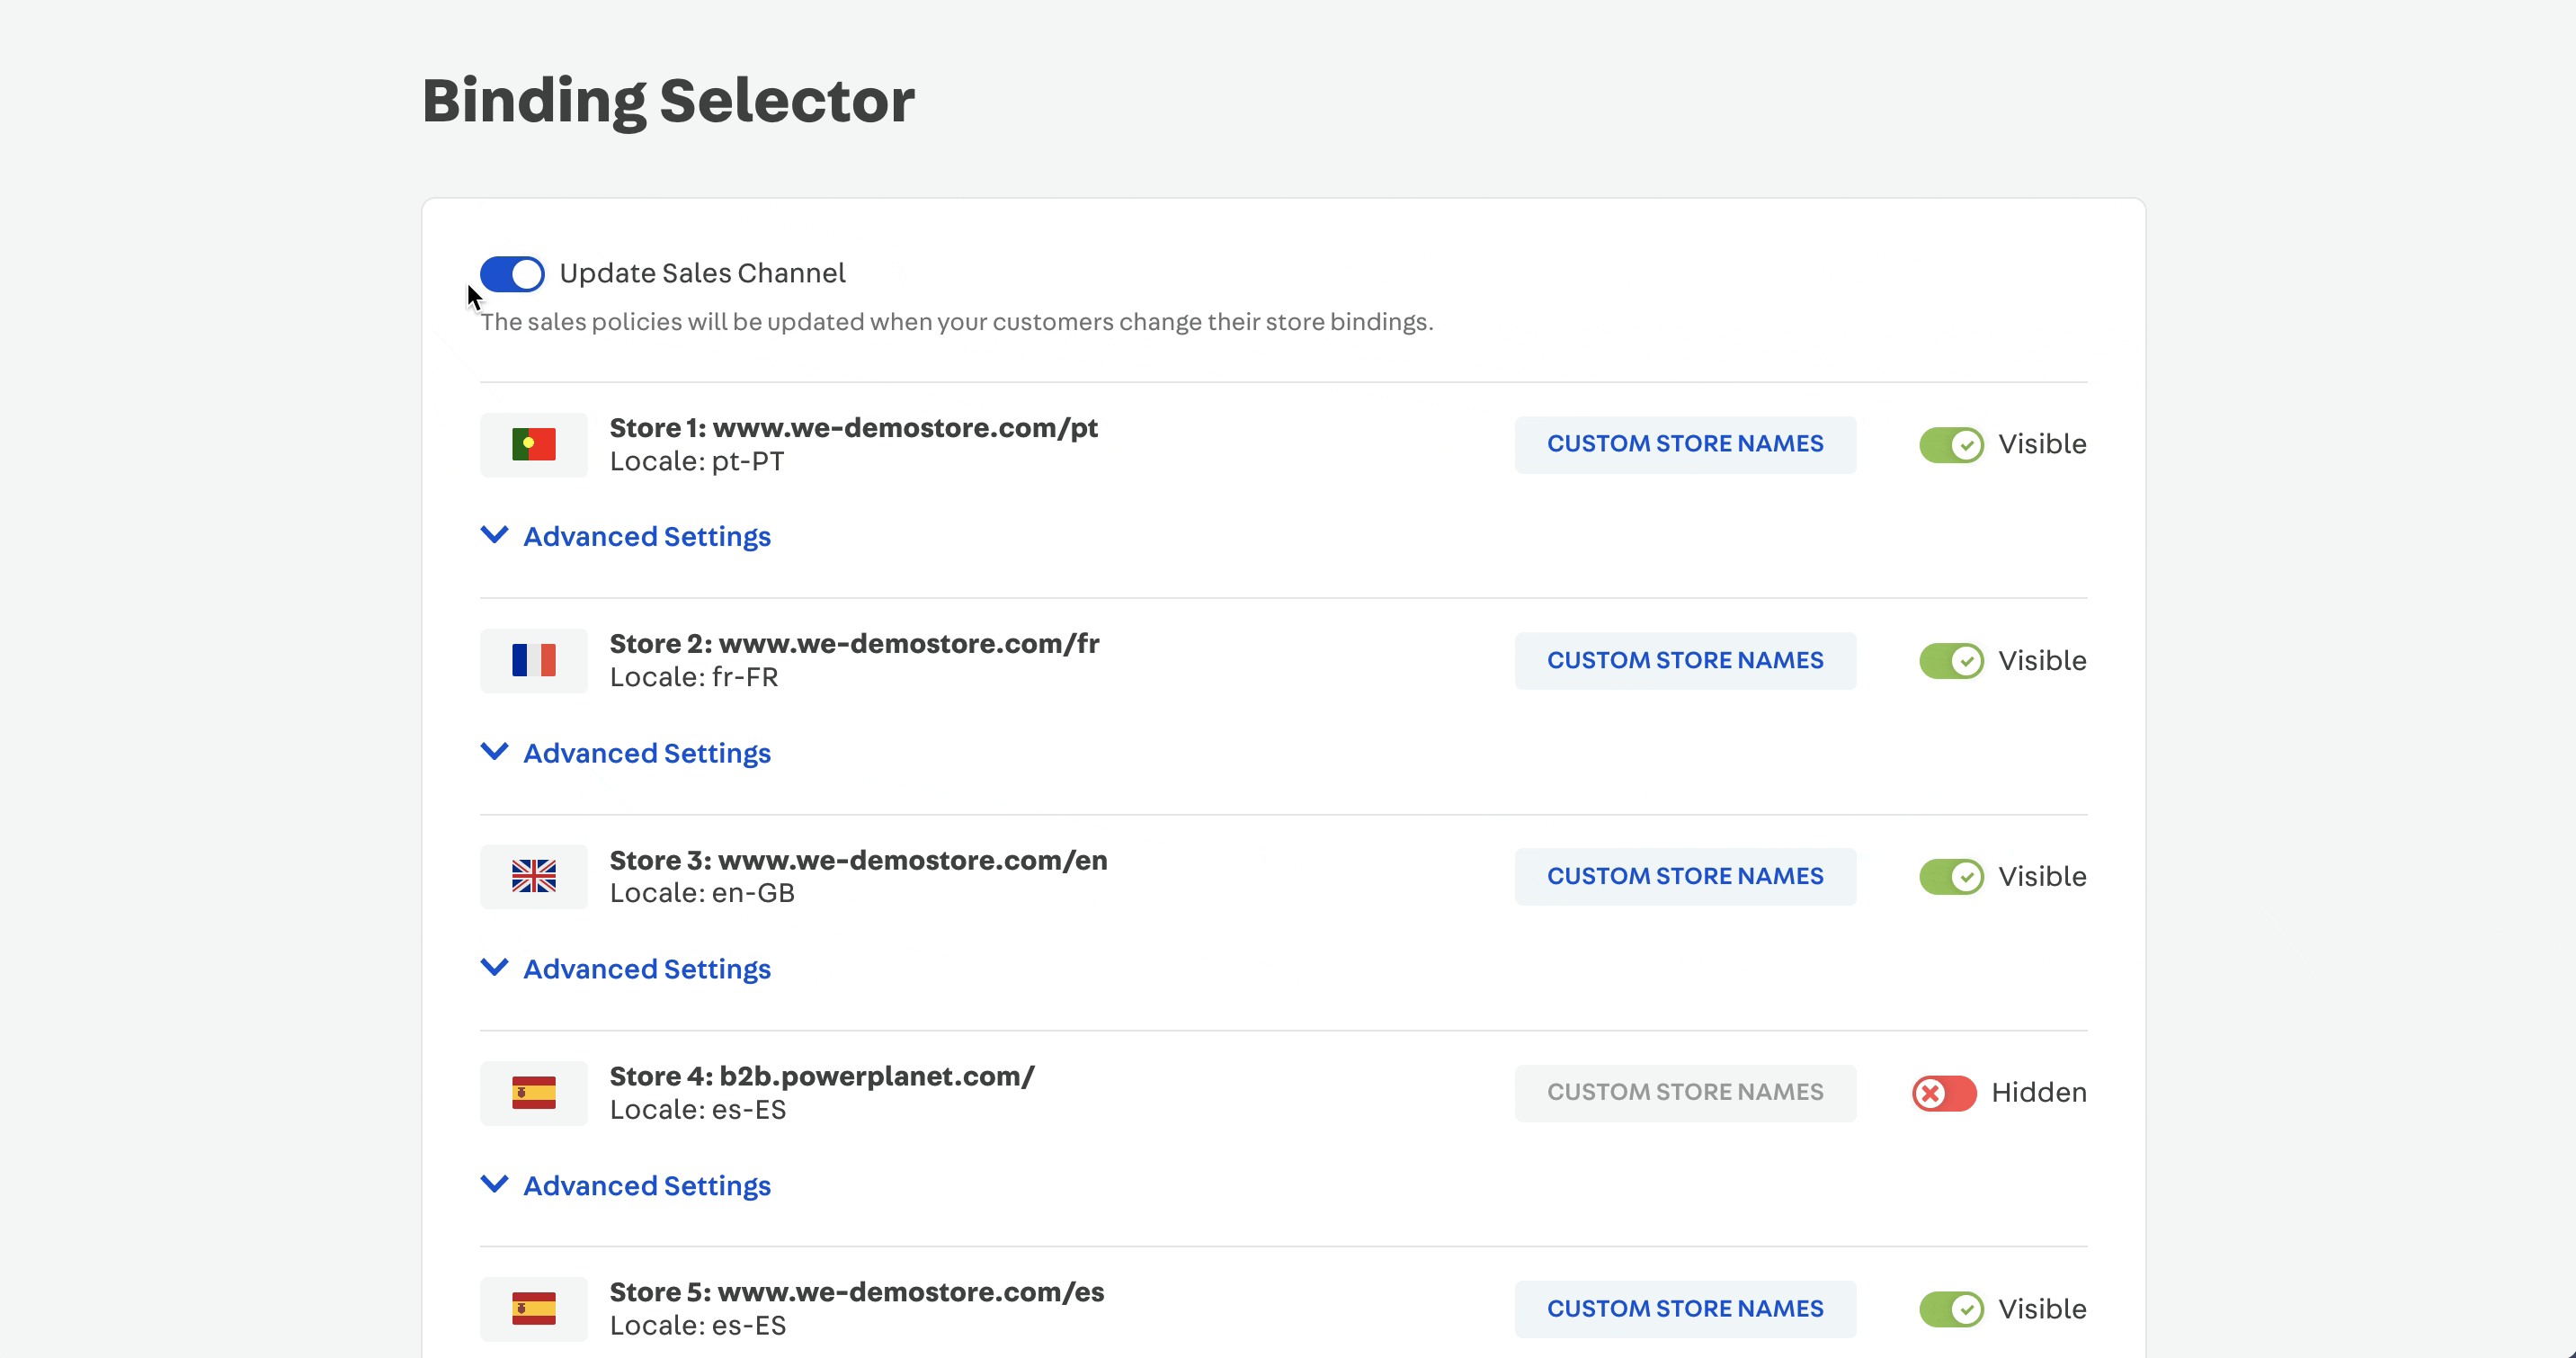 Binding Selector
Update Sales Channel
The sales policies will be updated when your customers change their store bindings.
Store 1: www.we-demostore.com/pt
Locale: pt-PT
CUSTOM STORE NAMES
Visible
Advanced Settings
Store 2: www.we-demostore.com/fr
Locale: fr-FR
CUSTOM STORE NAMES
Visible
Advanced Settings
Store 3: www.we-demostore.com/en
Locale: en-GB
CUSTOM STORE NAMES
Visible
Advanced Settings
Store 4: b2b.powerplanet.com/
Locale: es-ES
CUSTOM STORE NAMES
Hidden
Advanced Settings
Store 5: www.we-demostore.com/es
Locale: es-ES
CUSTOM STORE NAMES
Visible